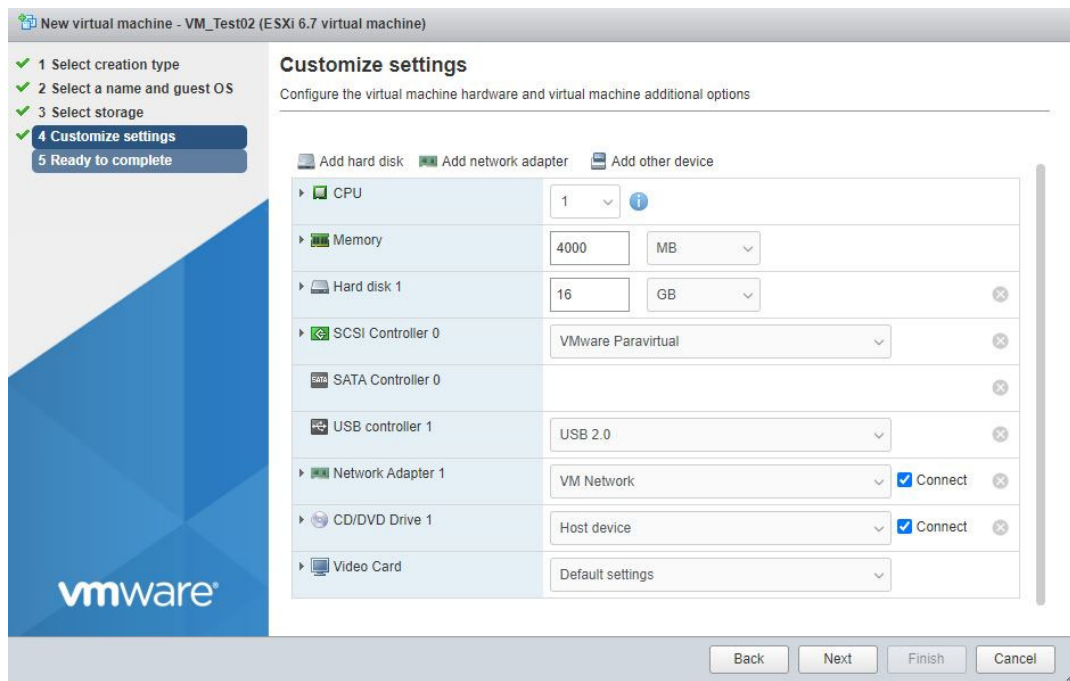 New virtual machine - VM_Test02 (ESXi 6.7 virtual machine)
1 Select creation type
2 Select a name and guest OS
3 Select storage
4 Customize settings
5 Ready to complete
vmware®
Customize settings
Configure the virtual machine hardware and virtual machine additional options
Add hard disk Add network adapter Add other device
CPU 1
Memory 4000 MB
Hard disk 1 16 GB
SCSI Controller 0 VMware Paravirtual
SATA SATA Controller 0
USB controller 1 USB 2.0
Network Adapter 1 VM Network Connect
CD/DVD Drive 1 Host device Connect
Video Card Default settings
Back Next Finish Cancel